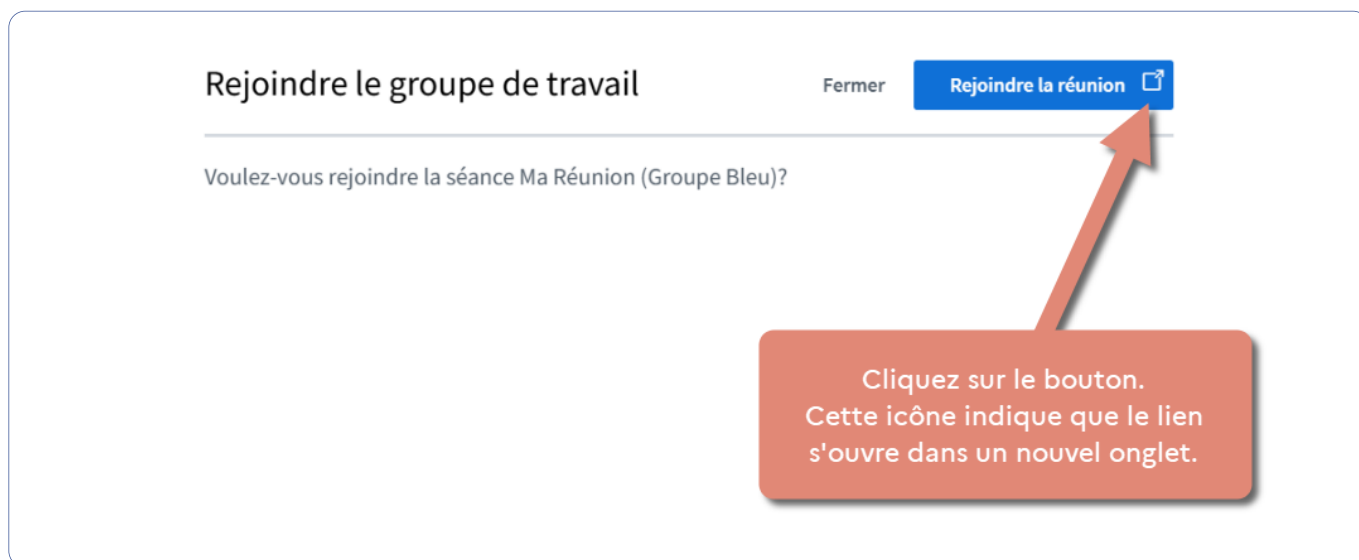 Rejoindre le groupe de travail
Fermer
Rejoindre la réunion
Voulez-vous rejoindre la séance Ma Réunion (Groupe Bleu)?
Cliquez sur le bouton.
Cette icône indique que le lien
s'ouvre dans un nouvel onglet.